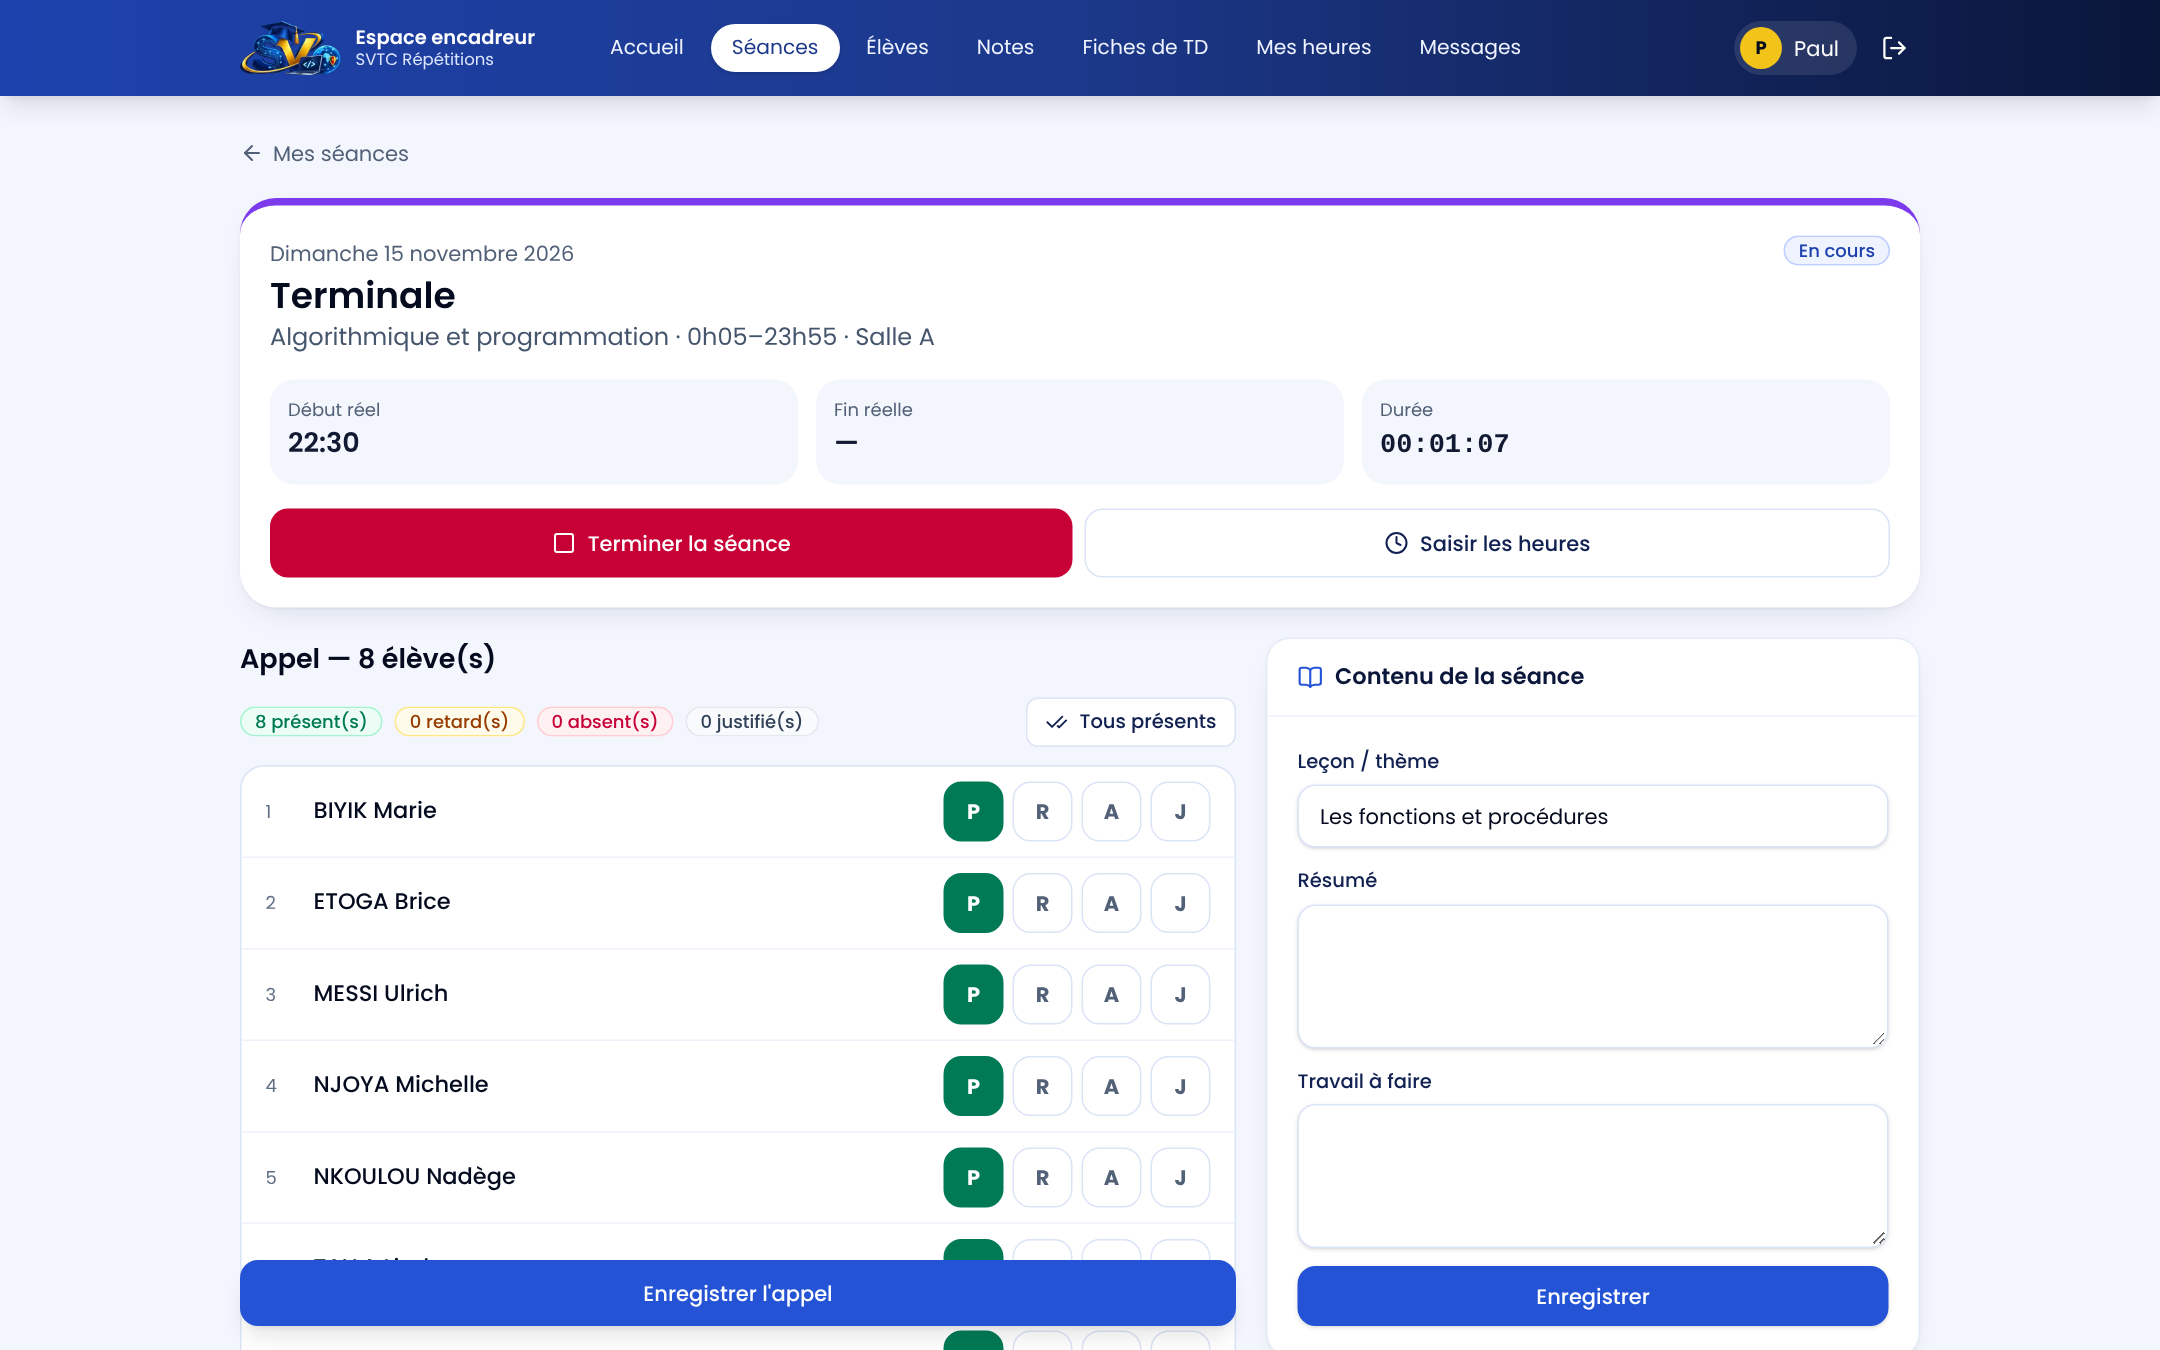 Espace encadreur
SVTC Répétitions
Accueil
Séances
Élèves
Notes
Fiches de TD
Mes heures
Messages
P
Paul
Mes séances
Dimanche 15 novembre 2026
En cours
Terminale
Algorithmique et programmation · 0h05–23h55 · Salle A
Début réel
22:30
Fin réelle
—
Durée
00:01:07
Terminer la séance
Saisir les heures
Appel — 8 élève(s)
8 présent(s)
0 retard(s)
0 absent(s)
0 justifié(s)
Tous présents
1 BIYIK Marie P R A J
2 ETOGA Brice P R A J
3 MESSI Ulrich P R A J
4 NJOYA Michelle P R A J
5 NKOULOU Nadège P R A J
Enregistrer l'appel
Contenu de la séance
Leçon / thème
Les fonctions et procédures
Résumé
Travail à faire
Enregistrer